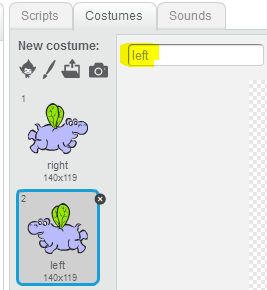 Scripts Costumes Sounds
New costume:
left
1
right
140x119
2
left
140x119